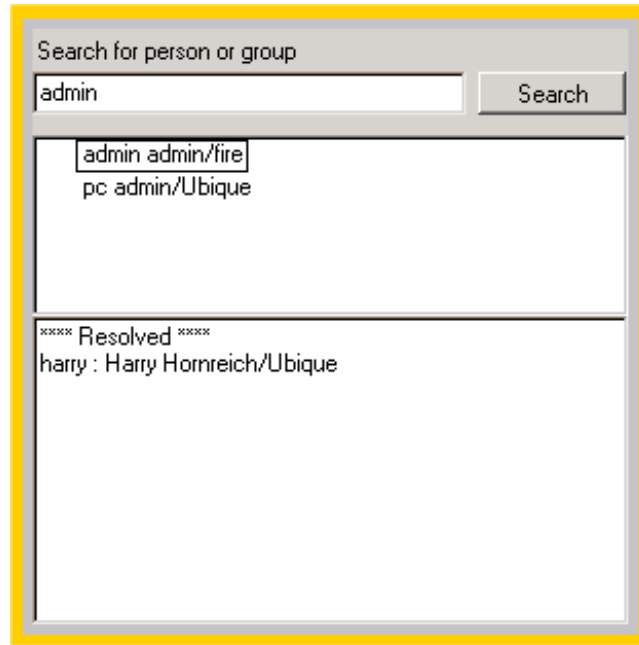 Search for person or group
admin
Search
admin admin/fire
pc admin/Ubique
**** Resolved ****
harry : Harry Hornreich/Ubique